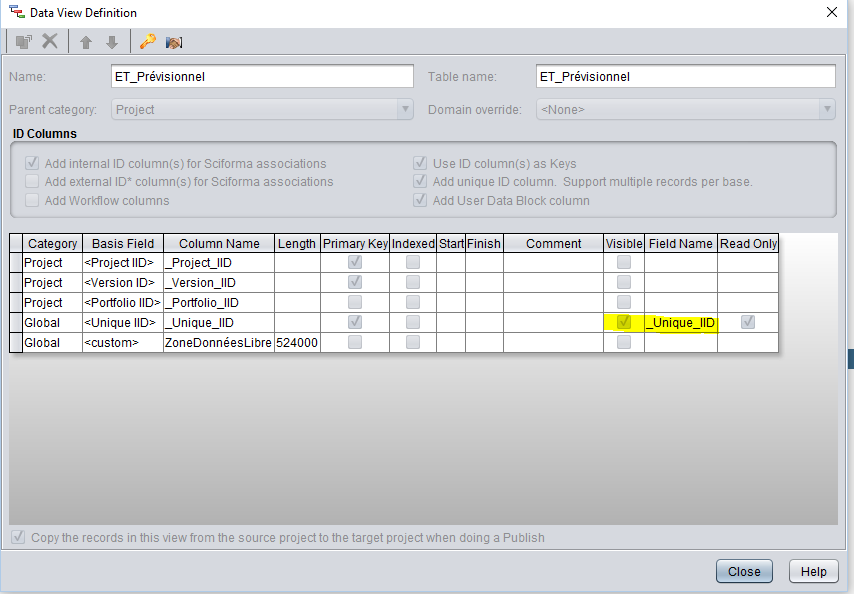 Data View Definition
Name: ET_Prévisionnel Table name: ET_Prévisionnel
Parent category: Project Domain override: <None>
ID Columns
Add internal ID column(s) for Sciforma associations Use ID column(s) as Keys
Add external ID* column(s) for Sciforma associations Add unique ID column. Support multiple records per base.
Add Workflow columns Add User Data Block column
Category Basis Field Column Name Length Primary Key Indexed Start Finish Comment Visible Field Name Read Only
Project <Project IID> _Project_IID
Project <Version ID> _Version_IID
Project <Portfolio IID> _Portfolio_IID
Global <Unique IID> _Unique_IID _Unique_IID
Global <custom> ZoneDonnéesLibre 524000
Copy the records in this view from the source project to the target project when doing a Publish
Close Help